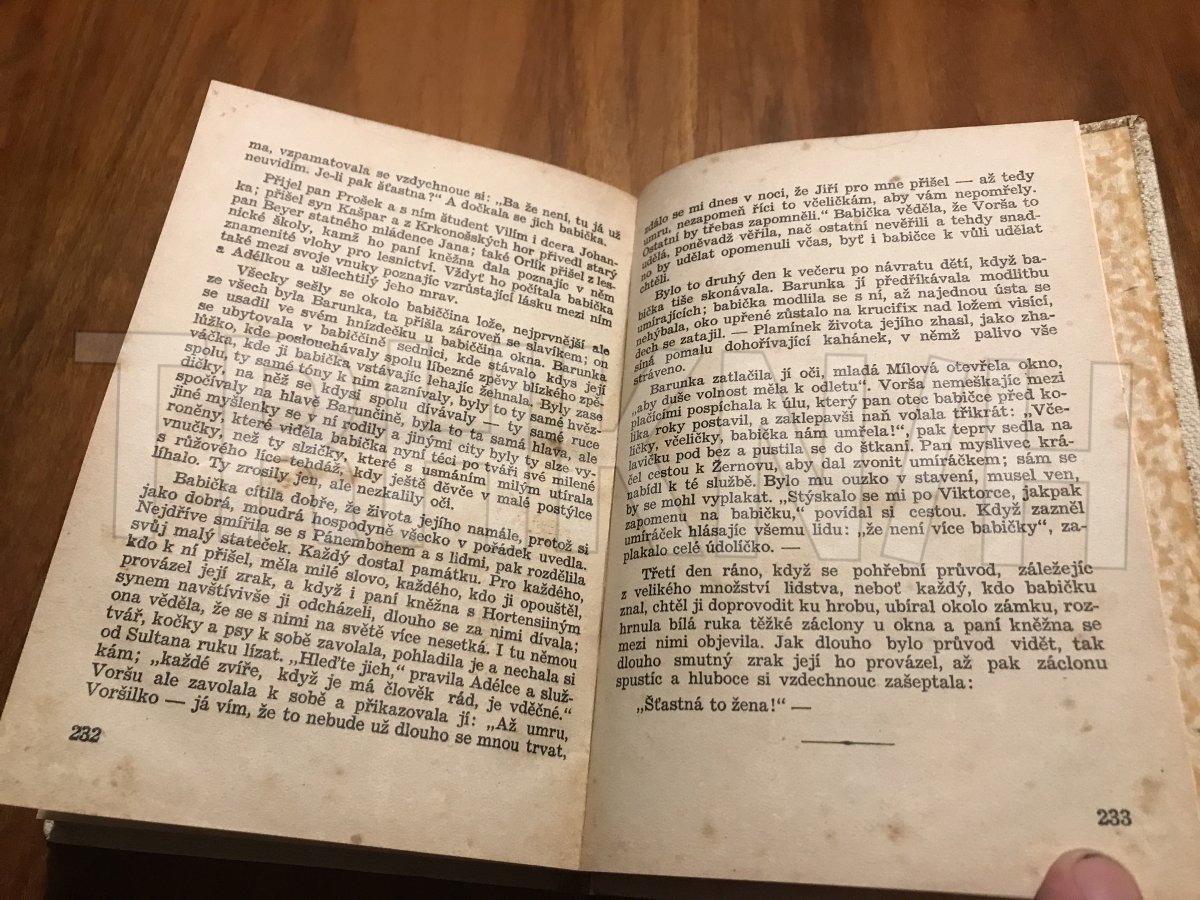 ma, vzpamatovala se vzdychnouc si: „Ba že není, tu já už
neuvidím. Je-li pak šťastna?“ A dočkala se jich babička.
Přijel pan Prošek a s ním študent Vilím i dcera Johan-
ka; přišel syn Kašpar a z Krkonošských hor přivedl starý
pan Beyer statného mládence Jana; také Orlík přišel z les-
nické školy, kamž ho paní kněžna dala poznajíc v něm
znamenité vlohy pro lesnictví. Vždyť ho počítala babička
také mezi svoje vnuky poznajíc vzrůstající lásku mezi ním
a Adélkou a ušlechtilý jeho mrav.
Všecky sešly se okolo babiččina lože, nejprvnější ale
ze všech byla Barunka, ta přišla zároveň se slavíkem; on
se usadil ve svém hnízdečku u babiččina okna. Barunka
se ubytovala v babiččině sednici, kde stávalo kdys její
lůžko, kde poslouchávaly spolu líbezné zpěvy blízkého zpě-
váčka, kde ji babička vstávajíc lehajíc žehnala. Byly zase
spolu, ty samé tóny k nim zaznívaly, byly to ty samé hvěz-
dičky, na něž se kdysi spolu dívavaly — ty samé ruce
spočívaly na hlavě Barunčině, byla to ta samá hlava, ale
jiné myšlenky se v ní rodily a jinými city byly ty slze vy-
roněny, které viděla babička nyní téci po tváři své milené
vnučky, než ty slzičky, které s usmáním milým utírala
s růžového líce tehdáž, kdy ještě děvče v malé postýlce
líhalo. Ty zrosily jen, ale nezkalily oči.
Babička cítila dobře, že života jejího namále, protož si
jako dobrá, moudrá hospodyně všecko v pořádek uvedla.
Nejdříve smířila se s Pánembohem a s lidmi, pak rozdělila
svůj malý stateček. Každý dostal památku. Pro každého,
kdo k ní přišel, měla milé slovo, každého, kdo ji opouštěl,
provázel její zrak, a když i paní kněžna s Hortensiiným
synem navštívivše ji odcházeli, dlouho se za nimi dívala;
ona věděla, že se s nimi na světě více nesetká. I tu němou
tvář, kočky a psy k sobě zavolala, pohladila je a nechala si
od Sultana ruku lízat. „Hleďte jich,“ pravila Adélce a služ-
kám; „každé zvíře, když je má člověk rád, je vděčné.“
Voršu ale zavolala k sobě a přikazovala jí: „Až umru,
Voršilko — já vím, že to nebude už dlouho se mnou trvat,
232
zdálo se mi dnes v noci, že Jiří pro mne přišel — až tedy
umru, nezapomeň říci to včeličkám, aby vám nepomřely.
Ostatní by třebas zapomněli.“ Babička věděla, že Vorša to
udělá, poněvadž věřila, nač ostatní nevěřili a tehdy snad-
no by udělat opomenuli včas, byť i babičce k vůli udělat
chtěli.
Bylo to druhý den k večeru po návratu dětí, když ba-
bička tiše skonávala. Barunka jí předříkávala modlitbu
umírajících; babička modlila se s ní, až najednou ústa se
nehýbala, oko upřené zůstalo na krucifix nad ložem visící,
dech se zatajil. — Plamínek života jejího zhasl, jako zha-
síná pomalu dohořívající kahánek, v němž palivo vše
stráveno.
Barunka zatlačila jí oči, mladá Mílová otevřela okno,
„aby duše volnost měla k odletu“. Vorša nemeškajíc mezi
plačícími pospíchala k úlu, který pan otec babičce před ko-
lika roky postavil, a zaklepavši naň volala třikrát: „Vče-
ličky, včeličky, babička nám umřela!“, pak teprv sedla na
lavičku pod bez a pustila se do štkaní. Pan myslivec krá-
čel cestou k Žernovu, aby dal zvonit umíráčkem; sám se
nabídl k té službě. Bylo mu ouzko v stavení, musel ven,
by se mohl vyplakat. „Stýskalo se mi po Viktorce, jakpak
zapomenu na babičku,“ povídal si cestou. Když zazněl
umíráček hlásajíc všemu lidu: „že není více babičky“, za-
plakalo celé údolíčko. —
Třetí den ráno, když se pohřební průvod, záležejíc
z velikého množství lidstva, neboť každý, kdo babičku
znal, chtěl ji doprovodit ku hrobu, ubíral okolo zámku, roz-
hrnula bílá ruka těžké záclony u okna a paní kněžna se
mezi nimi objevila. Jak dlouho bylo průvod vidět, tak
dlouho smutný zrak její ho provázel, až pak záclonu
spustíc a hluboce si vzdechnouc zašeptala:
„Šťastná to žena!“ —
233